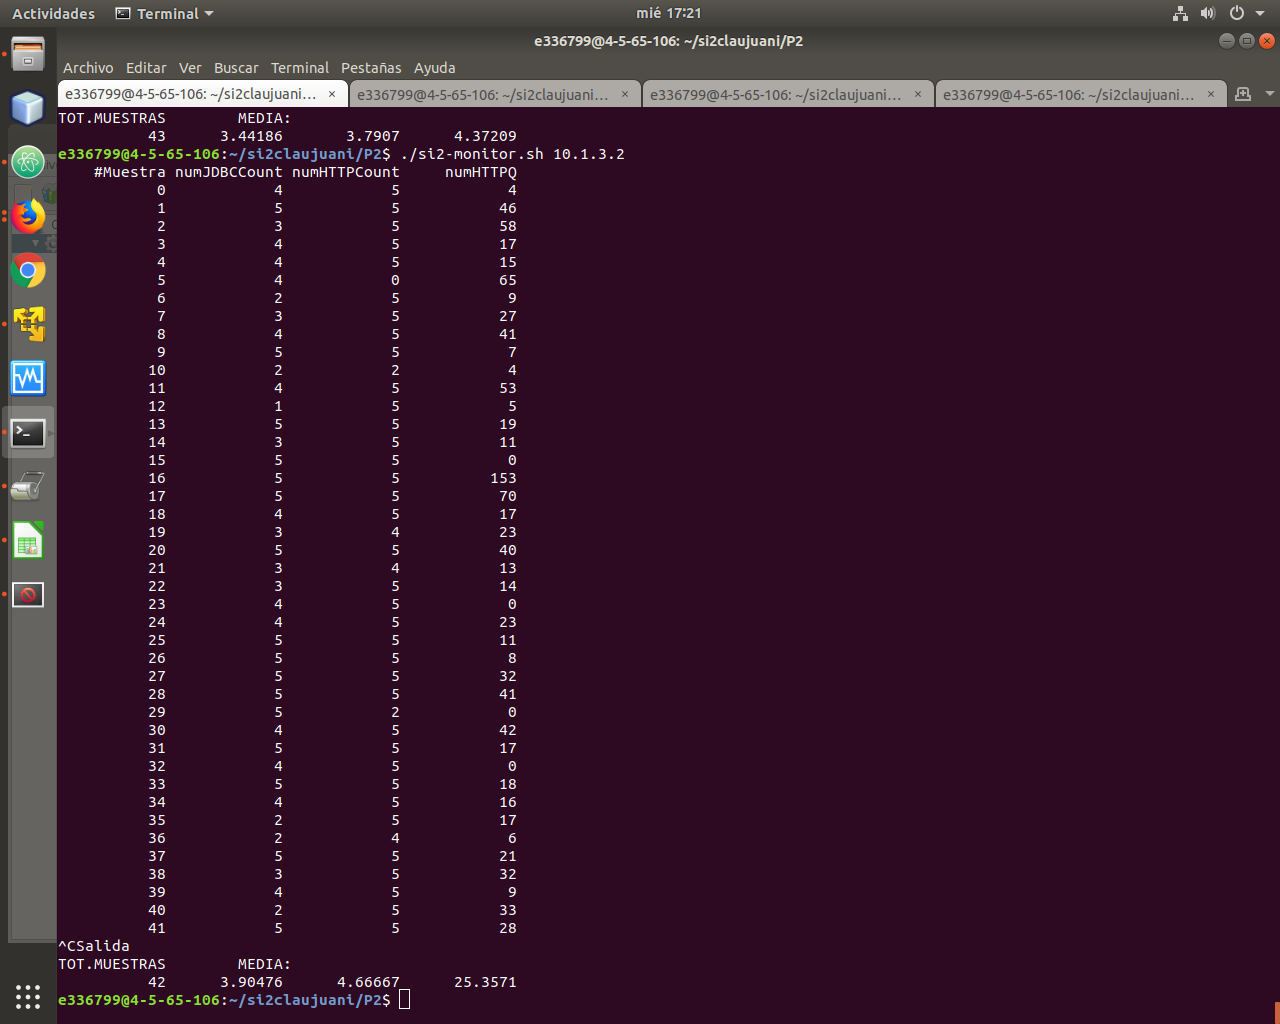 Actividades Terminal mié 17:21
e336799@4-5-65-106: ~/si2claujuani/P2
Archivo Editar Ver Buscar Terminal Pestañas Ayuda
e336799@4-5-65-106: ~/si2claujuani… × e336799@4-5-65-106: ~/si2claujuani… × e336799@4-5-65-106: ~/si2claujuani… × e336799@4-5-65-106: ~/si2claujuani… ×
TOT.MUESTRAS MEDIA:
43 3.44186 3.7907 4.37209
e336799@4-5-65-106:~/si2claujuani/P2$ ./si2-monitor.sh 10.1.3.2
#Muestra numJDBCCount numHTTPCount numHTTPQ
0 4 5 4
1 5 5 46
2 3 5 58
3 4 5 17
4 4 5 15
5 4 0 65
6 2 5 9
7 3 5 27
8 4 5 41
9 5 5 7
10 2 2 4
11 4 5 53
12 1 5 5
13 5 5 19
14 3 5 11
15 5 5 0
16 5 5 153
17 5 5 70
18 4 5 17
19 3 4 23
20 5 5 40
21 3 4 13
22 3 5 14
23 4 5 0
24 4 5 23
25 5 5 11
26 5 5 8
27 5 5 32
28 5 5 41
29 5 2 0
30 4 5 42
31 5 5 17
32 4 5 0
33 5 5 18
34 4 5 16
35 2 5 17
36 2 4 6
37 5 5 21
38 3 5 32
39 4 5 9
40 2 5 33
41 5 5 28
^CSalida
TOT.MUESTRAS MEDIA:
42 3.90476 4.66667 25.3571
e336799@4-5-65-106:~/si2claujuani/P2$